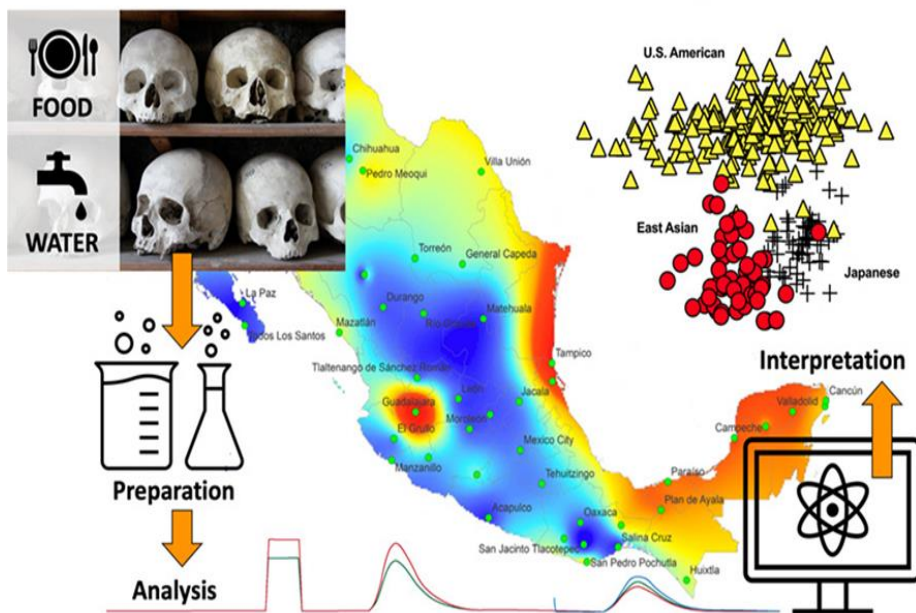 FOOD
WATER
U.S. American
East Asian
Japanese
Chihuahua
Pedro Meoqui
Villa Unión
Torreón
General Capeda
La Paz
Todos Los Santos
Durango
Mazatlán
Rio Grande
Matehuala
Tampico
Tlaltenango de Sánchez Román
León
Jacala
Guadalajara
Moroleon
El Grullo
Mexico City
Manzanillo
Tehuitzingo
Acapulco
Oaxaca
San Jacinto Tlacotepec
Salina Cruz
San Pedro Pochutla
Huixtla
Paraíso
Plan de Ayala
Campeche
Valladolid
Cancún
Preparation
Analysis
Interpretation